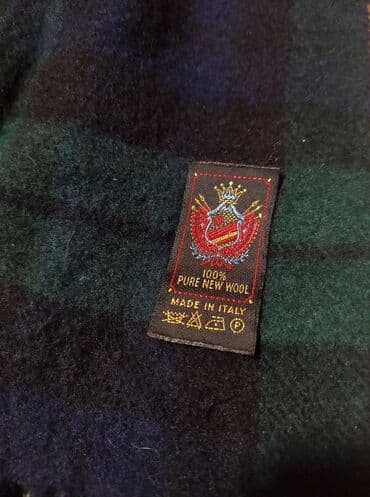 100%
PURE NEW WOOL
MADE IN ITALY
P